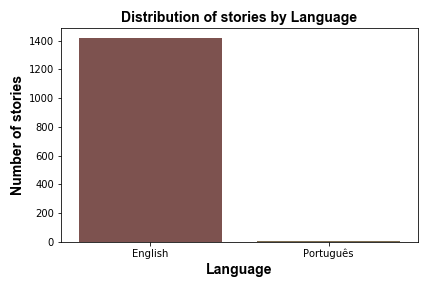 Distribution of stories by Language
Number of stories
1400
1200
1000
800
600
400
200
0
English
Português
Language